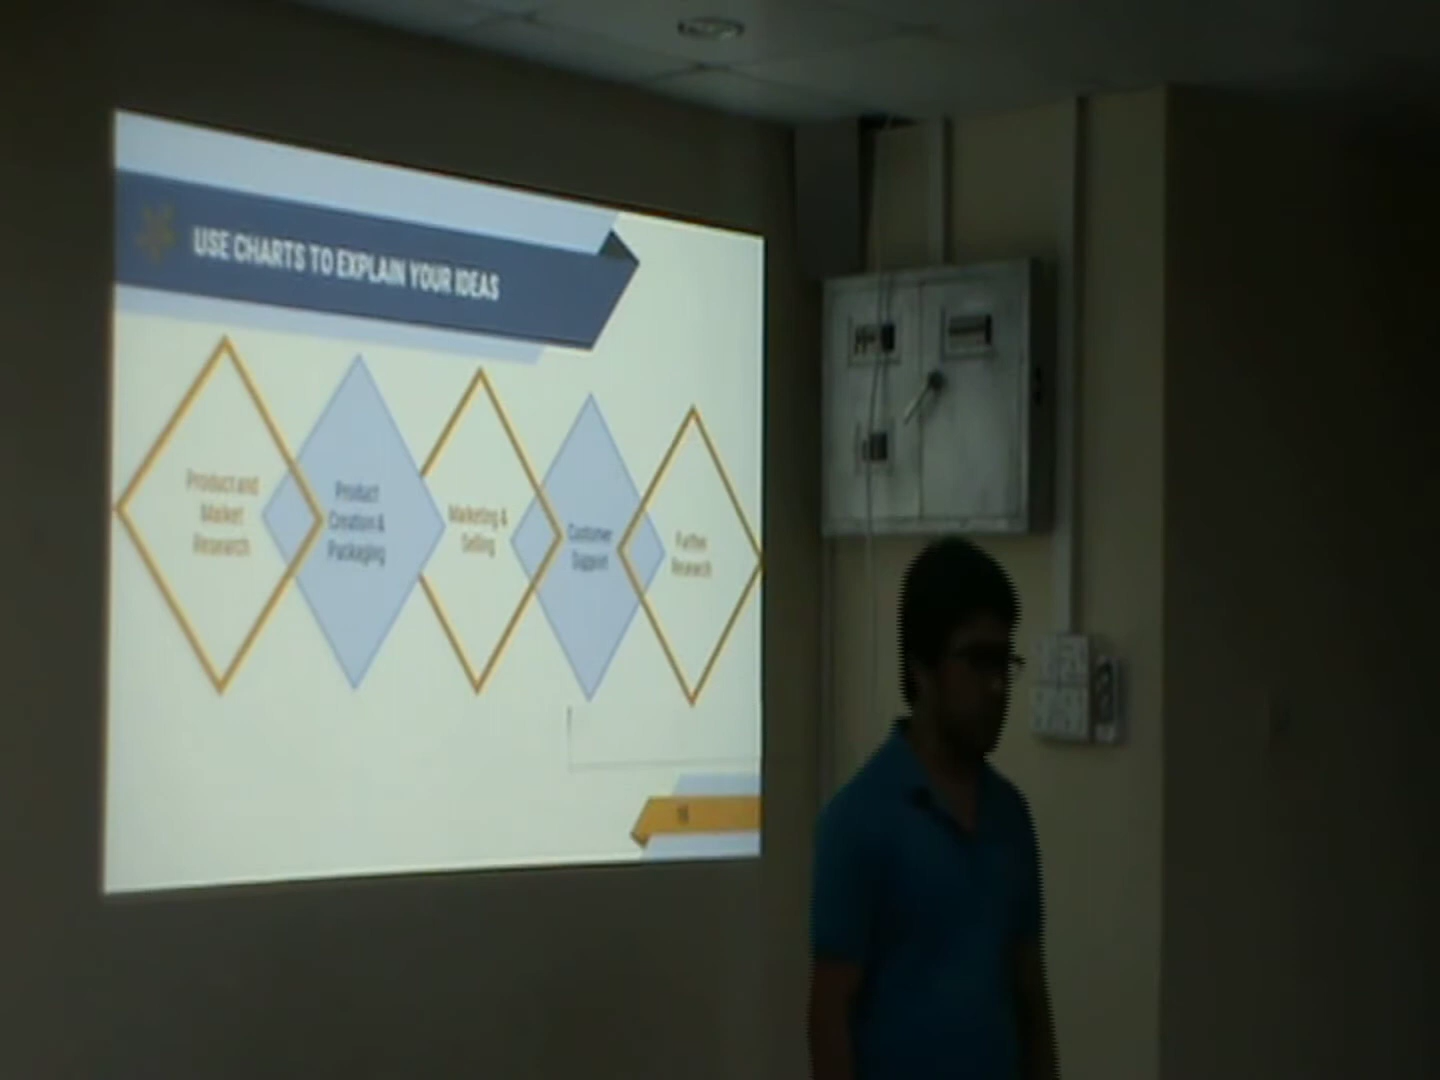 USE CHARTS TO EXPLAIN YOUR IDEAS
Product and
Market
Research
Product
Creation &
Packaging
Marketing &
Selling
Customer
Support
Further
Research